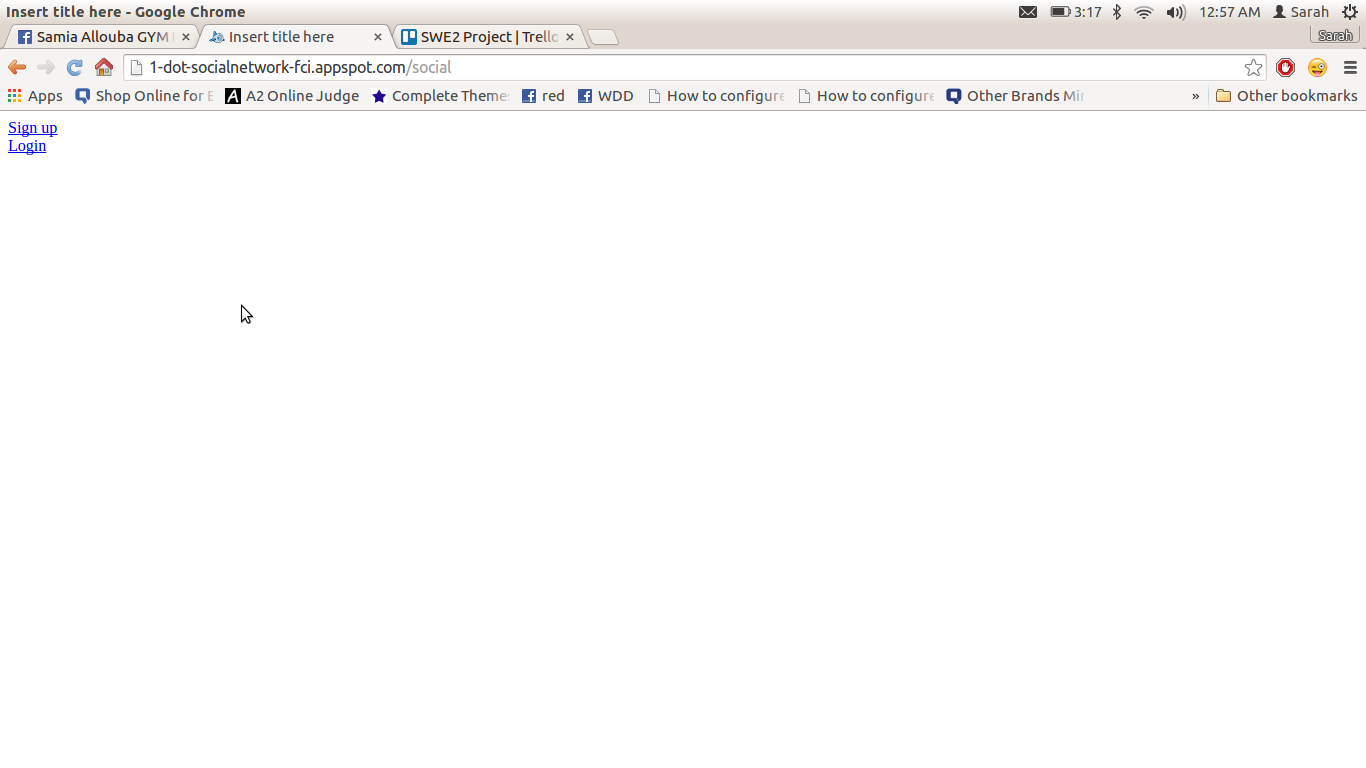 Insert title here - Google Chrome
3:17
12:57 AM
Sarah
Samia Allouba GYM
Insert title here
SWE2 Project | Trello
Sarah
1-dot-socialnetwork-fci.appspot.com/social
Apps
Shop Online for
A2 Online Judge
Complete Themes
red
WDD
How to configure
How to configure
Other Brands
»
Other bookmarks
Sign up
Login